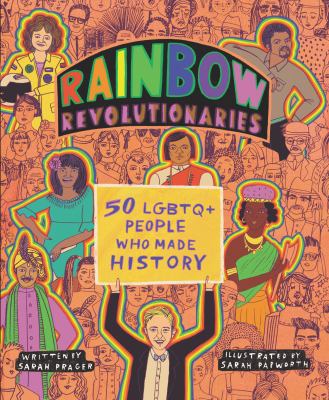 RAINBOW
REVOLUTIONARIES
50 LGBTQ+
PEOPLE
WHO MADE
HISTORY
WRITTEN BY
SARAH PRAGER
ILLUSTRATED BY
SARAH PAPWORTH